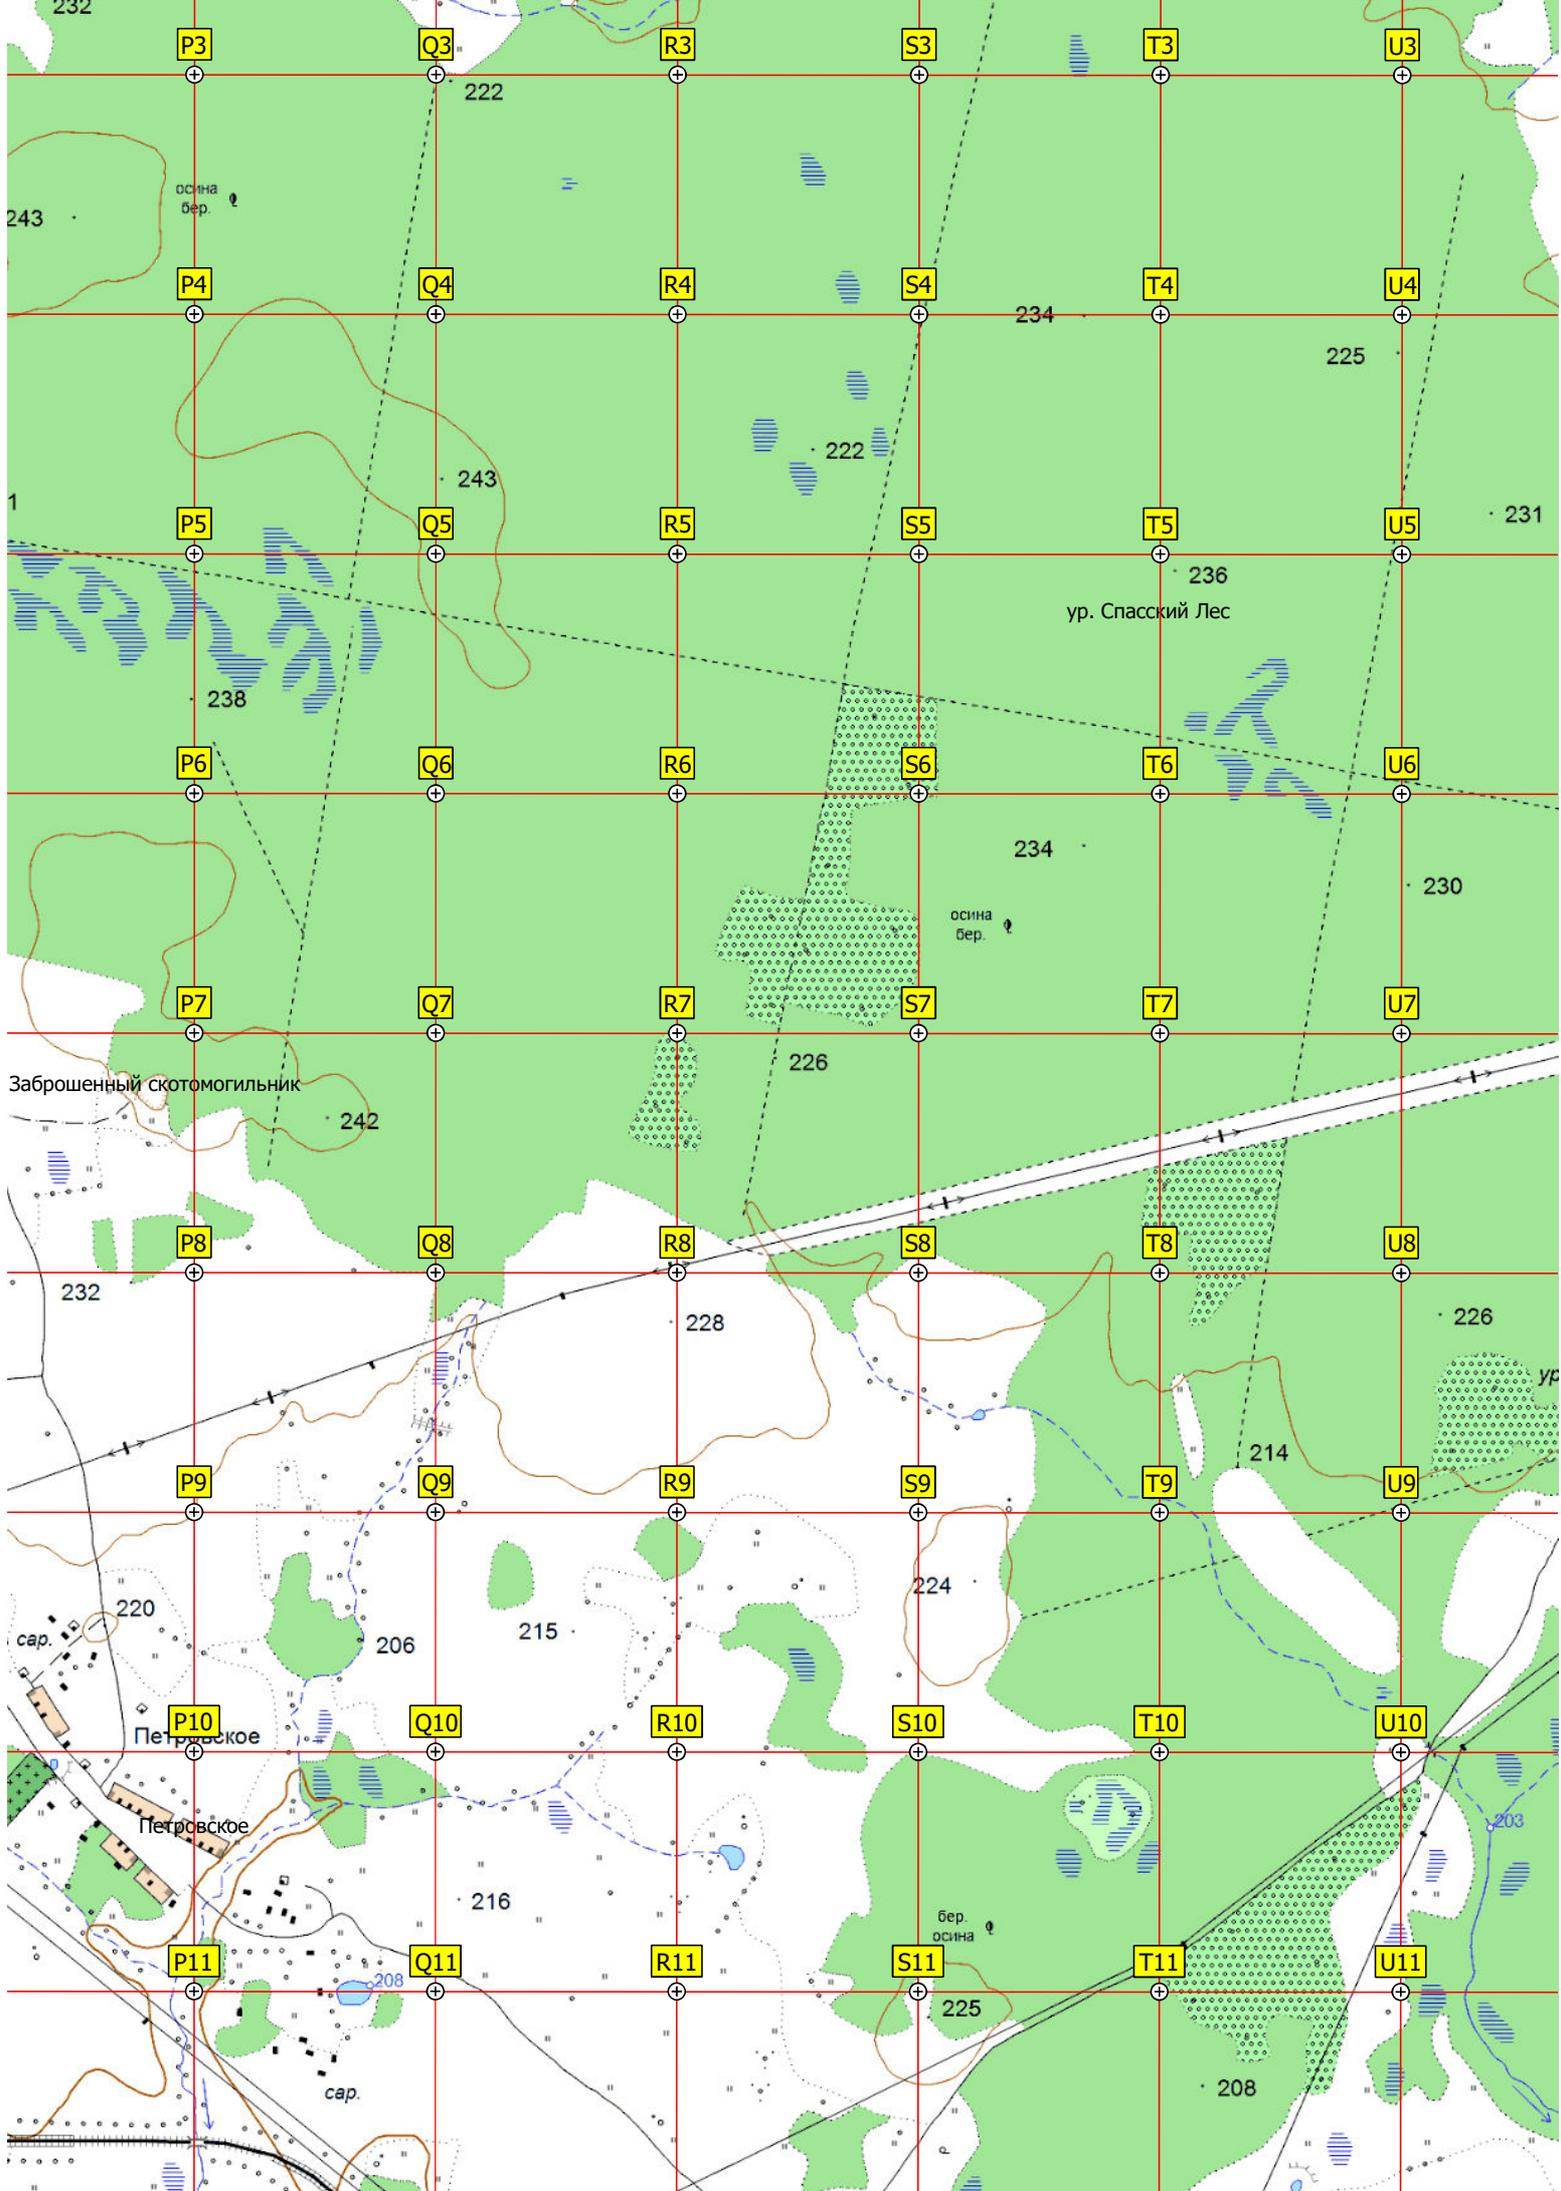 232
P3 Q3 R3 S3 T3 U3
222
осина
бер.
243
P4 Q4 R4 S4 T4 U4
234
225
222
243
1
231
P5 Q5 R5 S5 T5 U5
236
ур. Спасский Лес
238
P6 Q6 R6 S6 T6 U6
234
230
осина
бер.
P7 Q7 R7 S7 T7 U7
226
Заброшенный скотомогильник
242
P8 Q8 R8 S8 T8 U8
232
228
226
ур
214
P9 Q9 R9 S9 T9 U9
224
220
215
206
сар.
P10 Q10 R10 S10 T10 U10
Петровское
203
Петровское
216
бер.
осина
P11 Q11 R11 S11 T11 U11
208
225
208
сар.